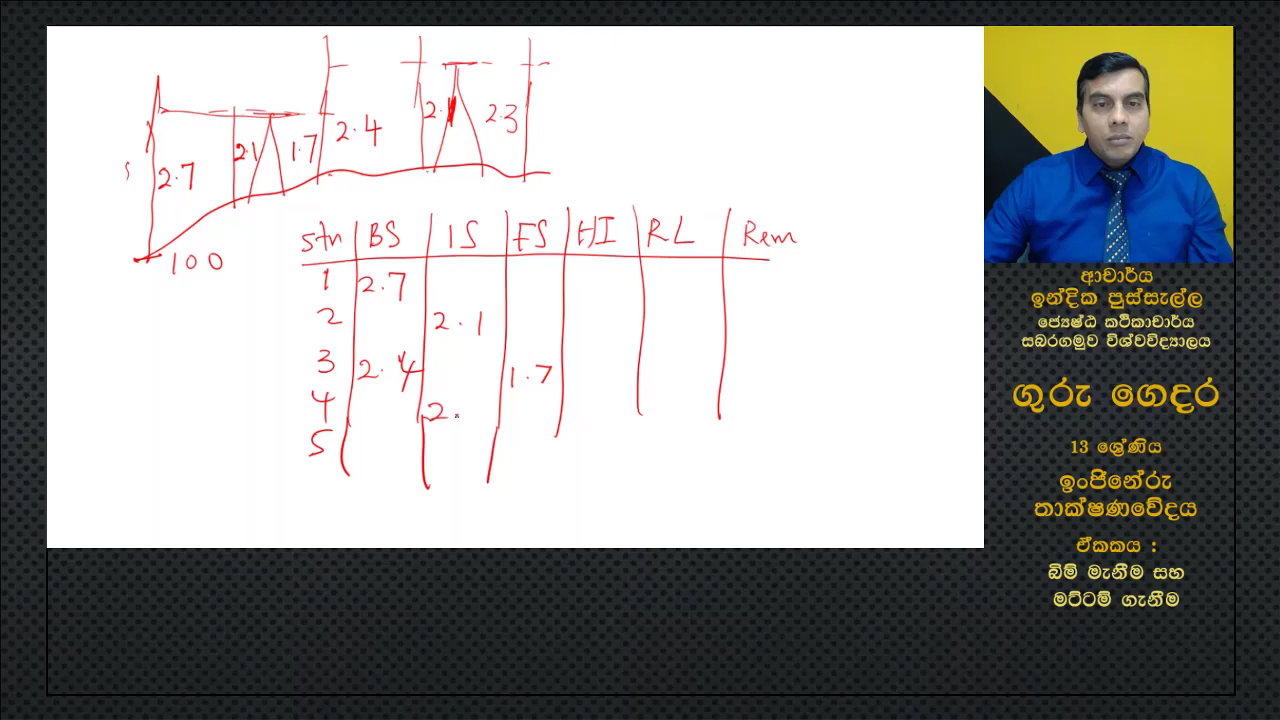 2.7 2.1 1.7 2.4 2.1 2.3
100
Stn BS IS FS HI RL Rem
1 2.7
2 2.1
3 2.4 1.7
4 2.
5
ආචාර්ය
ඉන්දික පුස්සැල්ල
ජ්‍යෙෂ්ඨ කථිකාචාර්ය
සබරගමුව විශ්වවිද්‍යාලය
ගුරු ගෙදර
13 ශ්‍රේණිය
ඉංජිනේරු
තාක්ෂණවේදය
ඒකකය :
බිම් මැනීම සහ
මට්ටම් ගැනීම